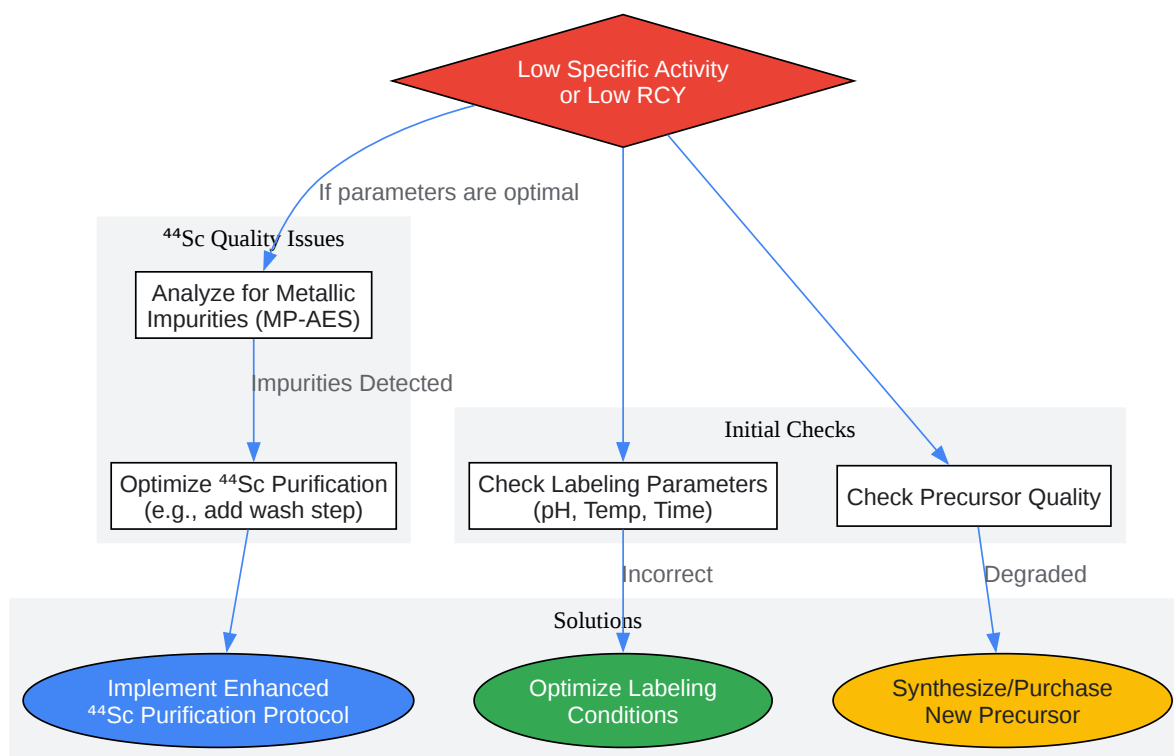 Low Specific Activity
or Low RCY
If parameters are optimal
⁴⁴Sc Quality Issues
Analyze for Metallic
Impurities (MP-AES)
Impurities Detected
Initial Checks
Optimize ⁴⁴Sc Purification
(e.g., add wash step)
Check Labeling Parameters
(pH, Temp, Time)
Check Precursor Quality
Incorrect
Degraded
Solutions
Implement Enhanced
⁴⁴Sc Purification Protocol
Optimize Labeling
Conditions
Synthesize/Purchase
New Precursor